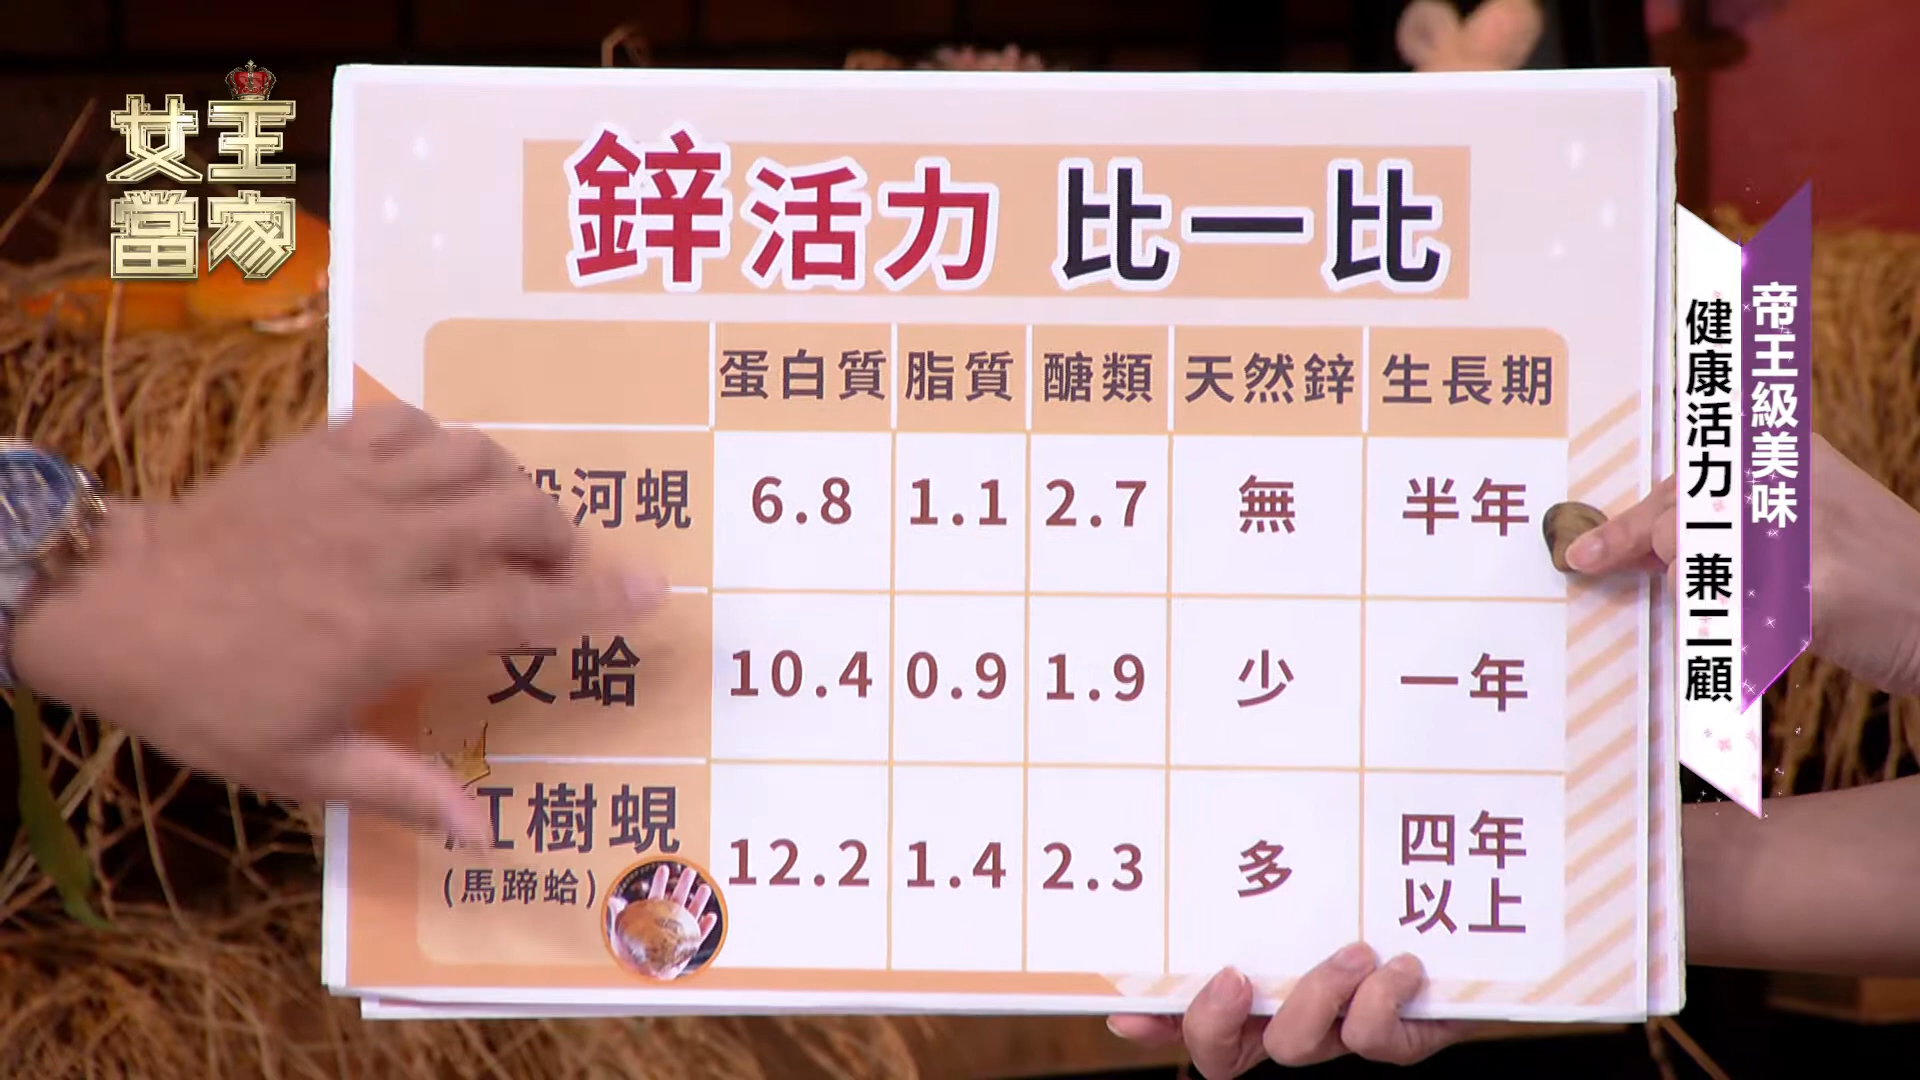 女王
當家
鋅活力 比一比
蛋白質 脂質 醣類 天然鋅 生長期
河蜆 6.8 1.1 2.7 無 半年
文蛤 10.4 0.9 1.9 少 一年
紅樹蜆 12.2 1.4 2.3 多 四年
(馬蹄蛤) 以上
帝王級美味
健康活力一兼二顧